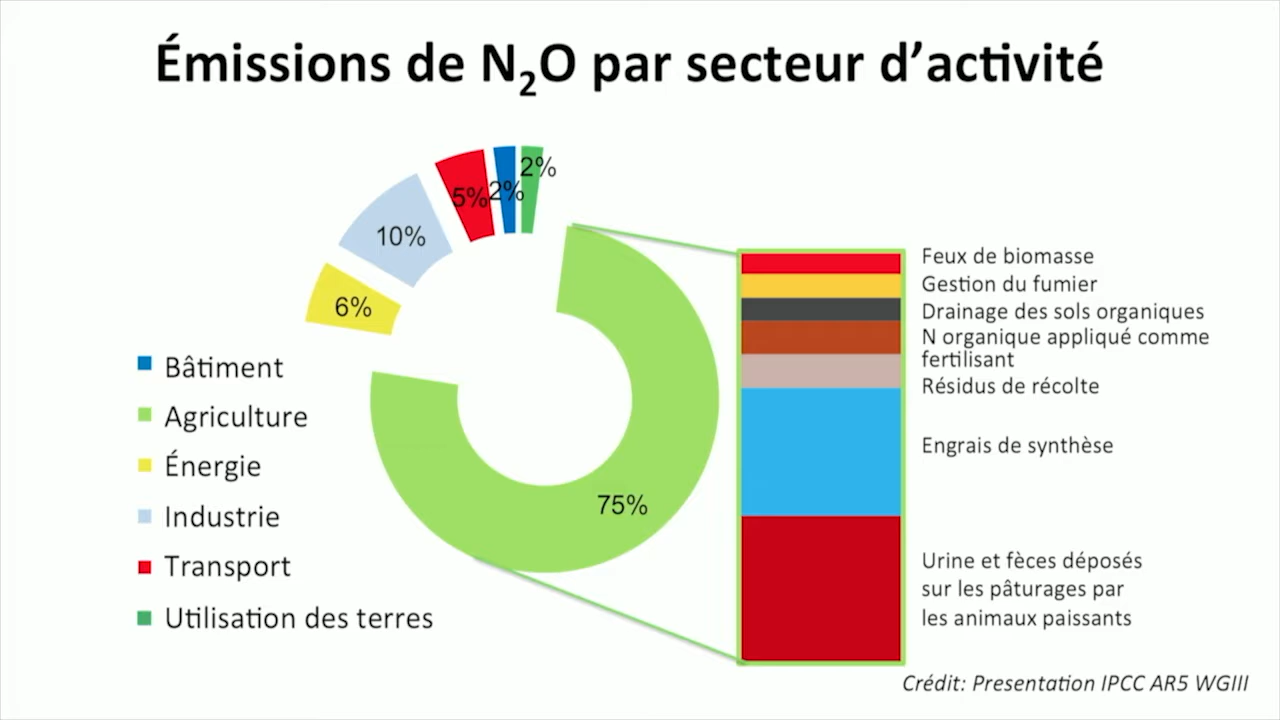 Émissions de N₂O par secteur d’activité
2%
5%
2%
10%
6%
75%
Bâtiment
Agriculture
Énergie
Industrie
Transport
Utilisation des terres
Feux de biomasse
Gestion du fumier
Drainage des sols organiques
N organique appliqué comme
fertilisant
Résidus de récolte
Engrais de synthèse
Urine et fèces déposés
sur les pâturages par
les animaux paissants
Crédit: Presentation IPCC AR5 WGIII